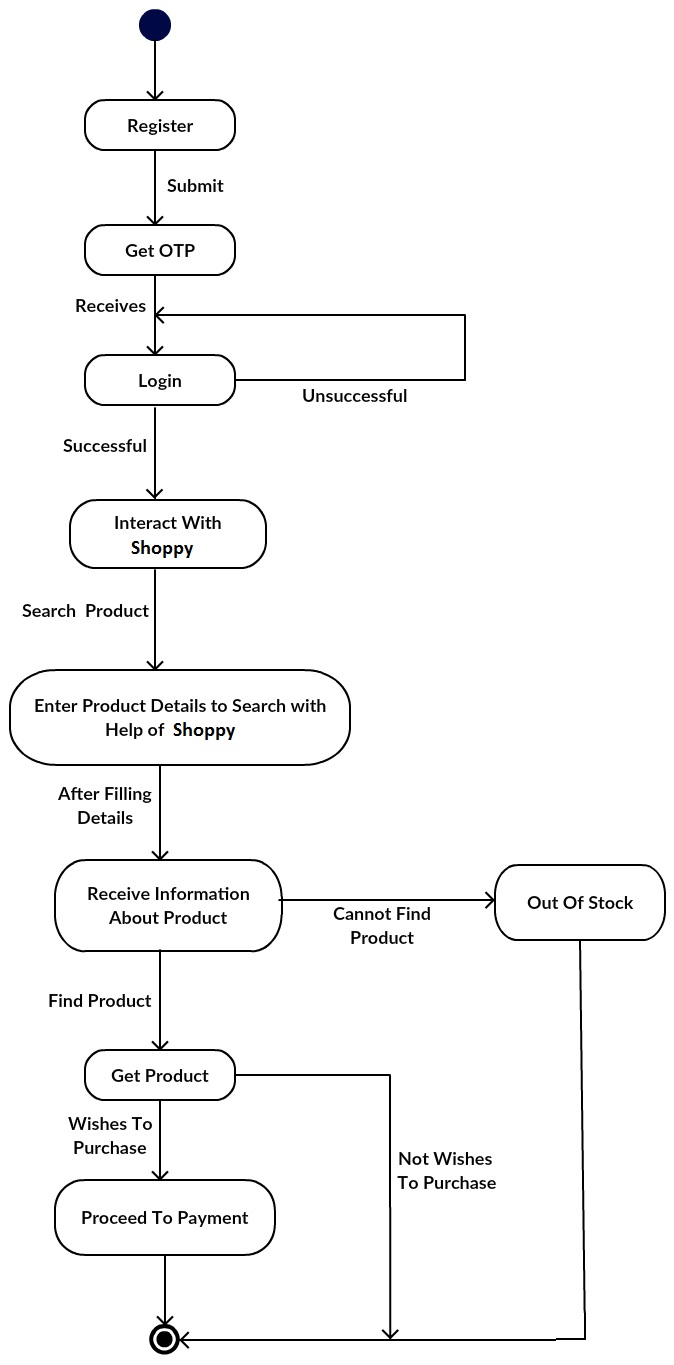 Register
Submit
Get OTP
Receives
Login
Unsuccessful
Successful
Interact With
Shoppy
Search Product
Enter Product Details to Search with
Help of Shoppy
After Filling
Details
Receive Information
About Product
Cannot Find
Product
Out Of Stock
Find Product
Get Product
Wishes To
Purchase
Not Wishes
To Purchase
Proceed To Payment